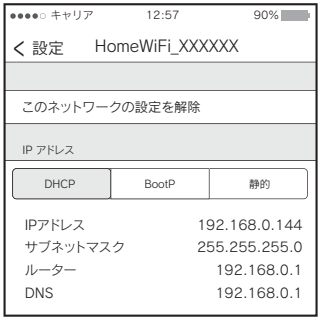 ●●●●○ キャリア 12:57 90%
設定 HomeWiFi_XXXXXX
このネットワークの設定を解除
IP アドレス
DHCP BootP 静的
IPアドレス 192.168.0.144
サブネットマスク 255.255.255.0
ルーター 192.168.0.1
DNS 192.168.0.1